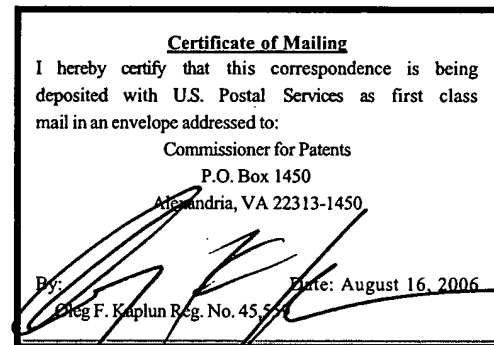 Certificate of Mailing
I hereby certify that this correspondence is being
deposited with U.S. Postal Services as first class
mail in an envelope addressed to:
Commissioner for Patents
P.O. Box 1450
Alexandria, VA 22313-1450
By: Date: August 16, 2006
Oleg F. Kaplun Reg. No. 45,559